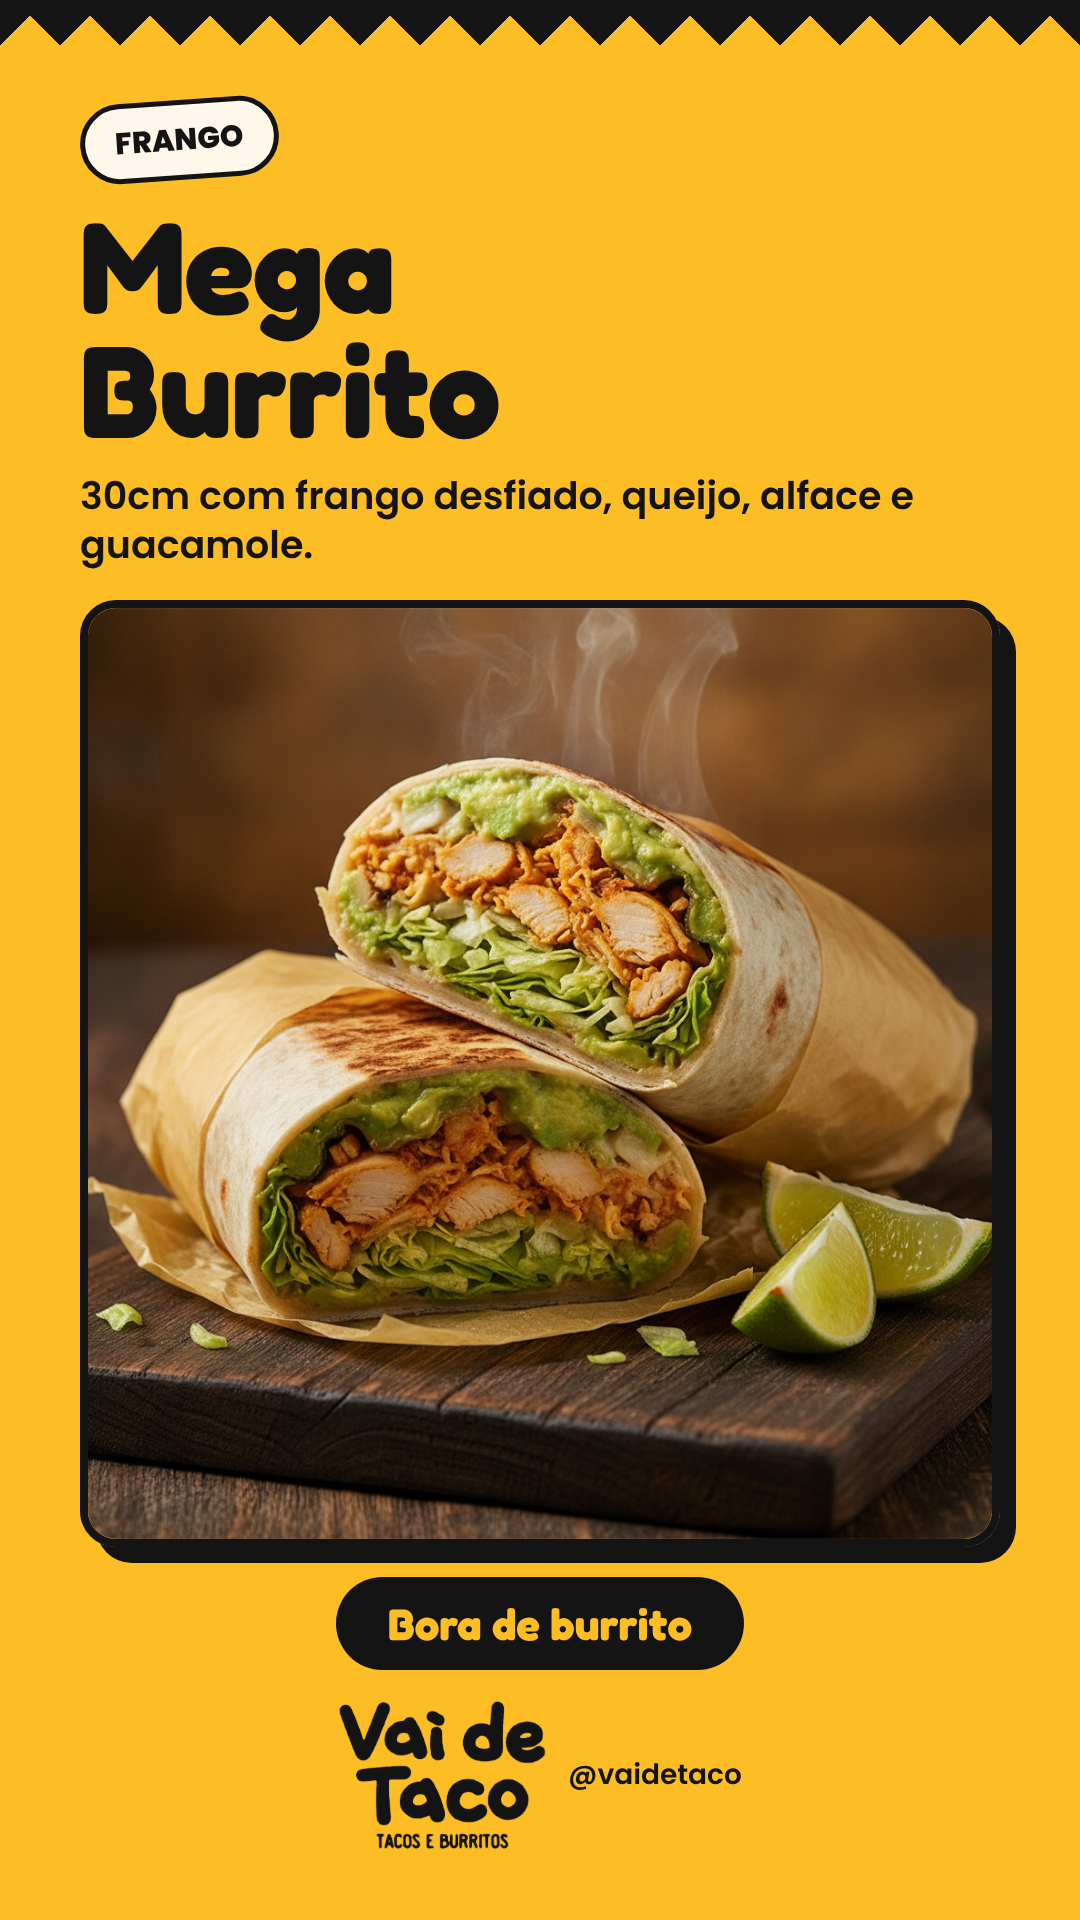 FRANGO
Mega
Burrito
30cm com frango desfiado, queijo, alface e
guacamole.
Bora de burrito
Vai de
Taco
TACOS E BURRITOS
@vaidetaco